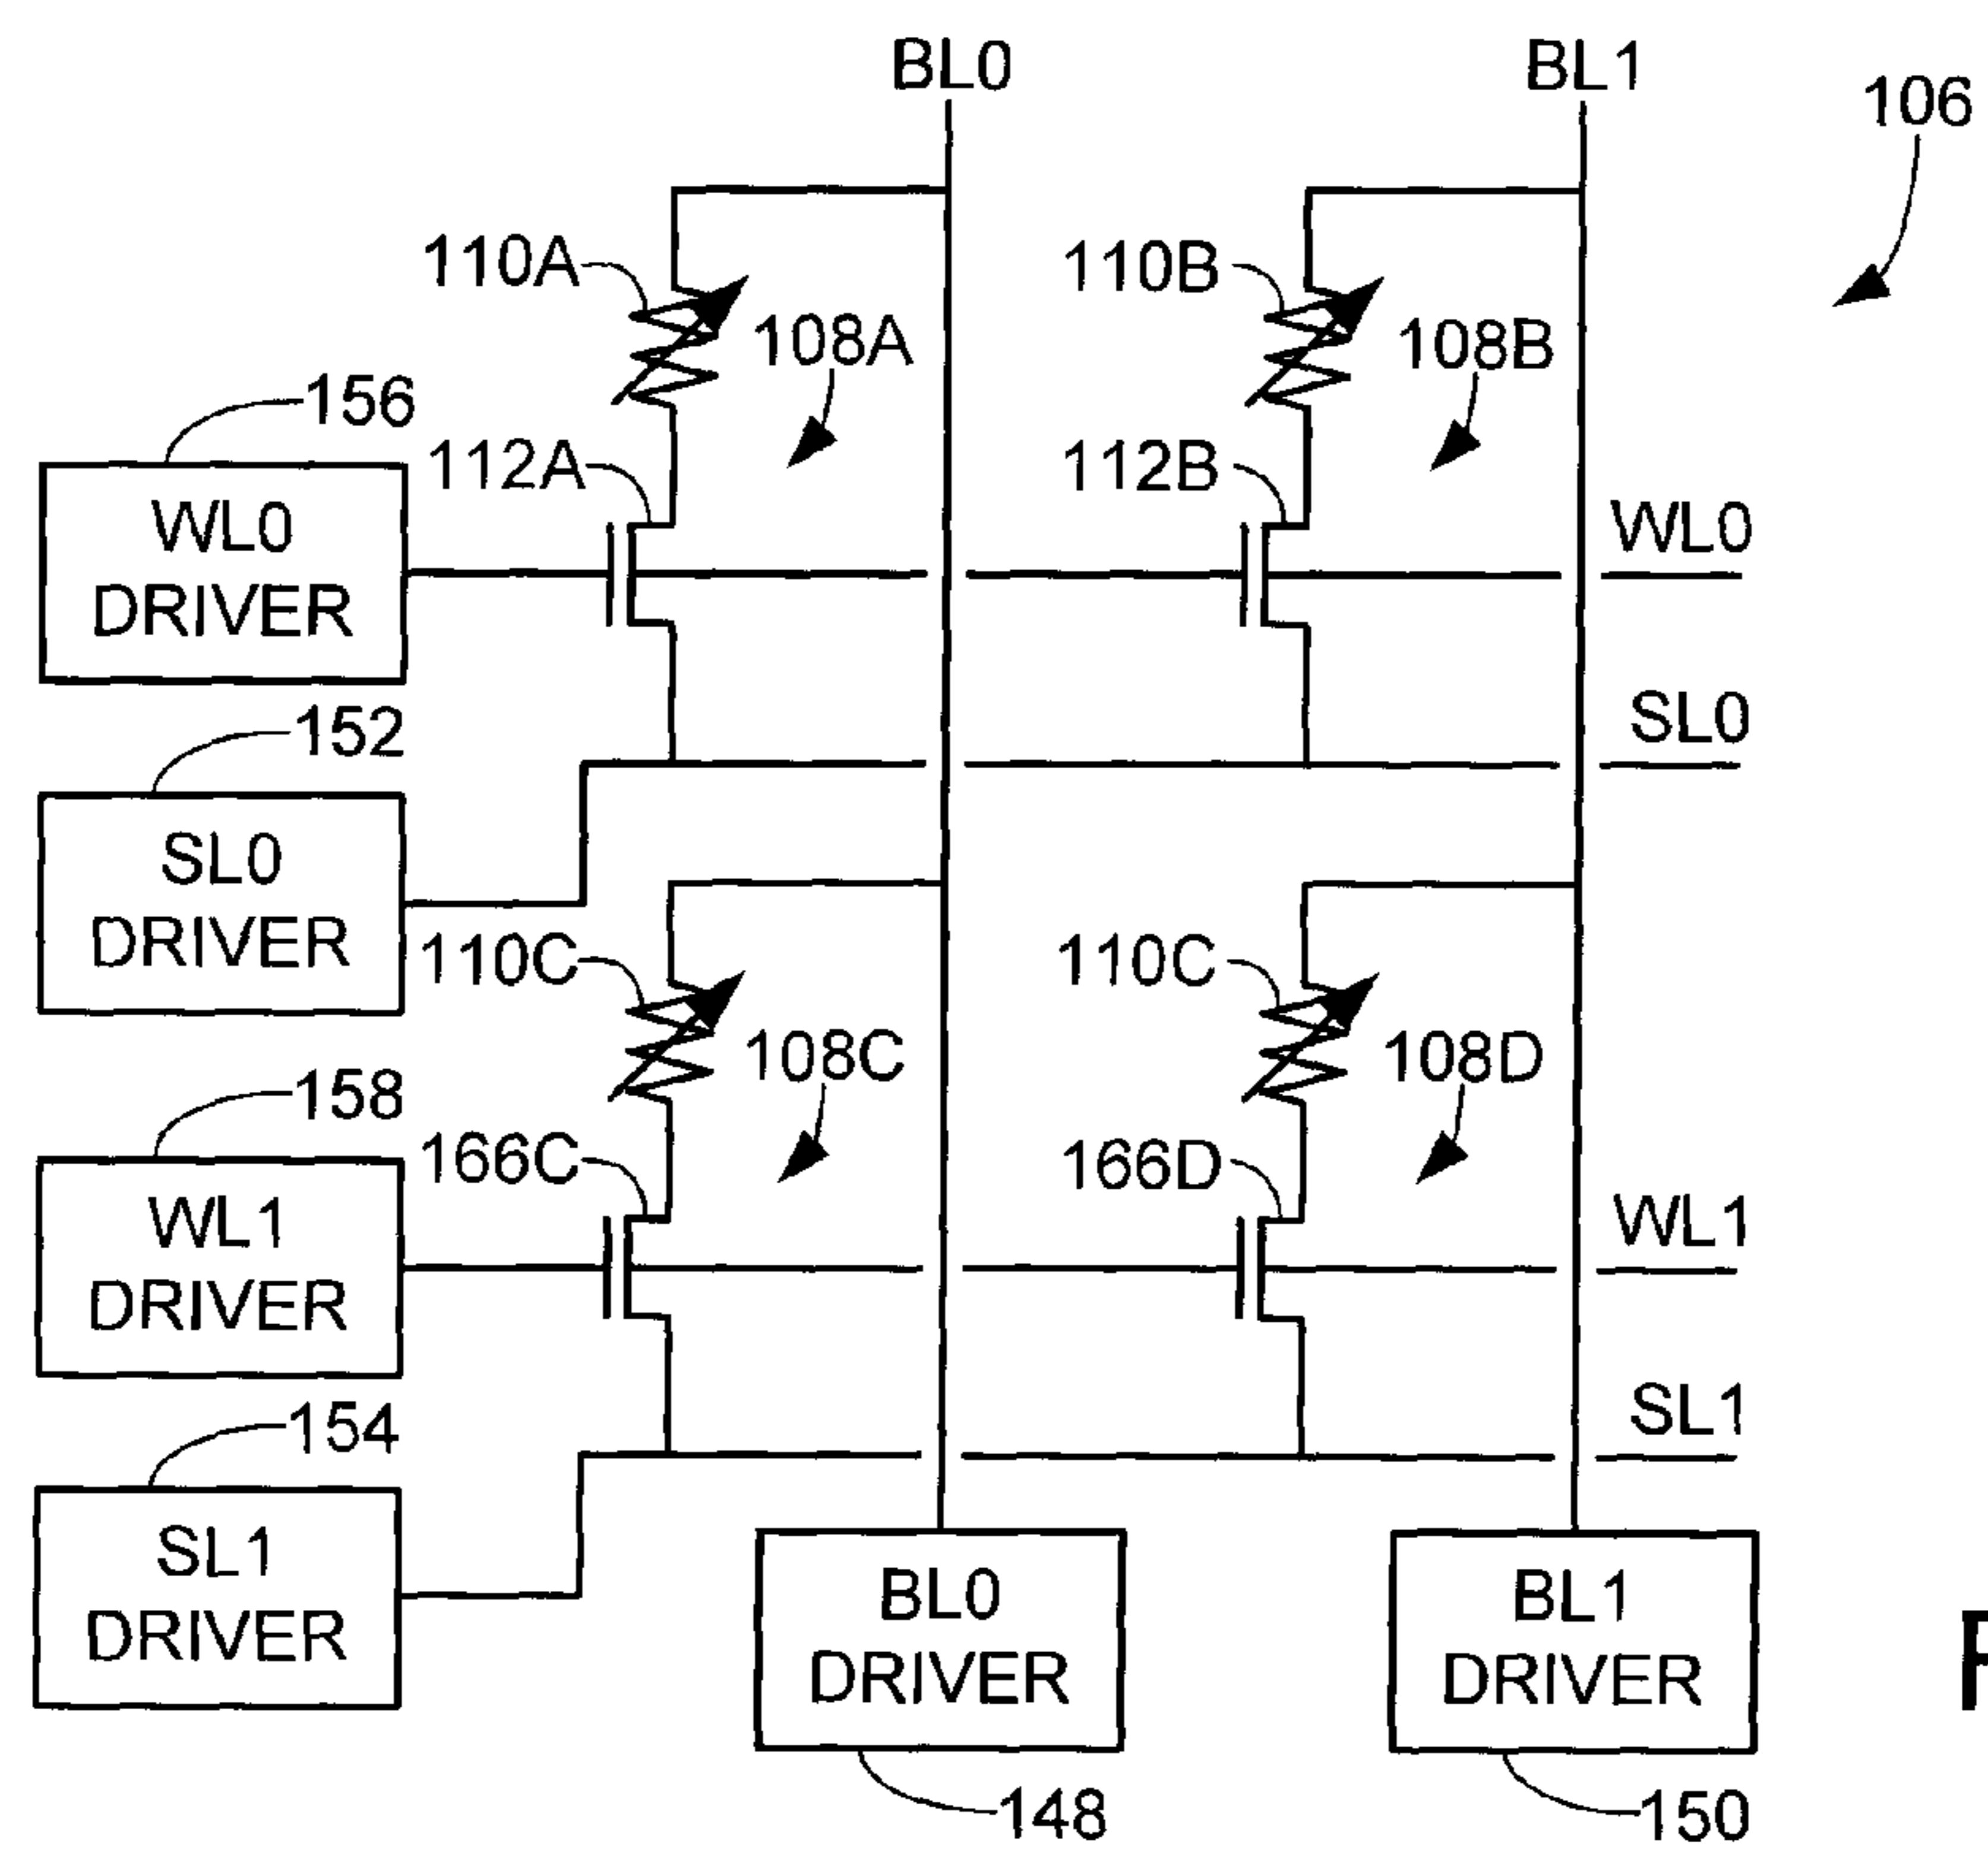 BL0
BL1
106
110A
110B
108A
108B
156
112A
112B
WL0
DRIVER
WL0
152
SL0
SL0
DRIVER
110C
110C
108C
108D
158
166C
166D
WL1
DRIVER
WL1
154
SL1
SL1
DRIVER
BL0
DRIVER
BL1
DRIVER
148
150